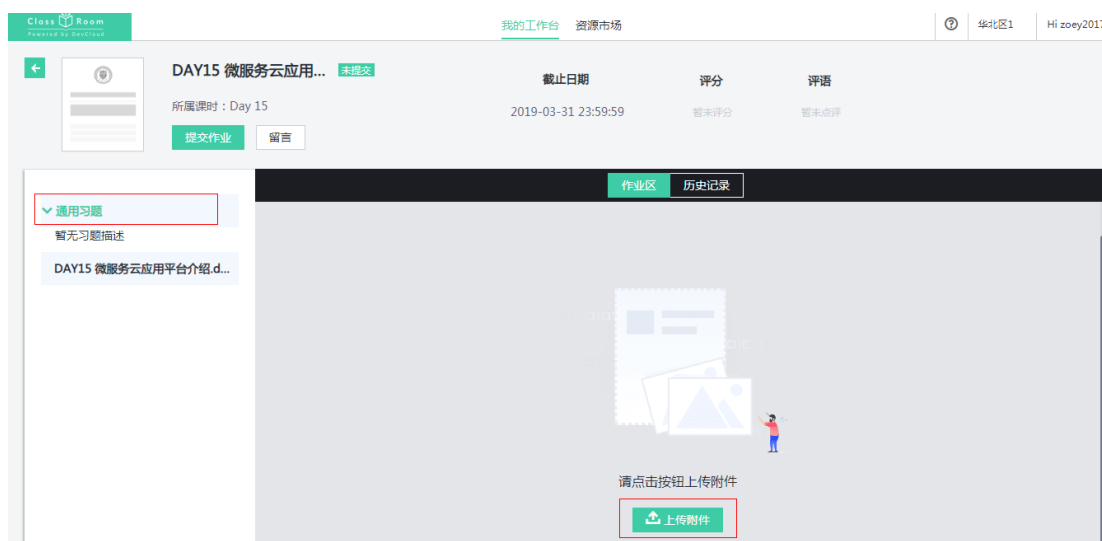 Class Room
Powered by DevCloud
我的工作台 资源市场
华北区1 Hi zoey2017
DAY15 微服务云应用... 未提交
截止日期 评分 评语
所属课时：Day 15
2019-03-31 23:59:59 暂未评分 暂未点评
提交作业 留言
作业区 历史记录
通用习题
暂无习题描述
DAY15 微服务云应用平台介绍.d...
请点击按钮上传附件
上传附件